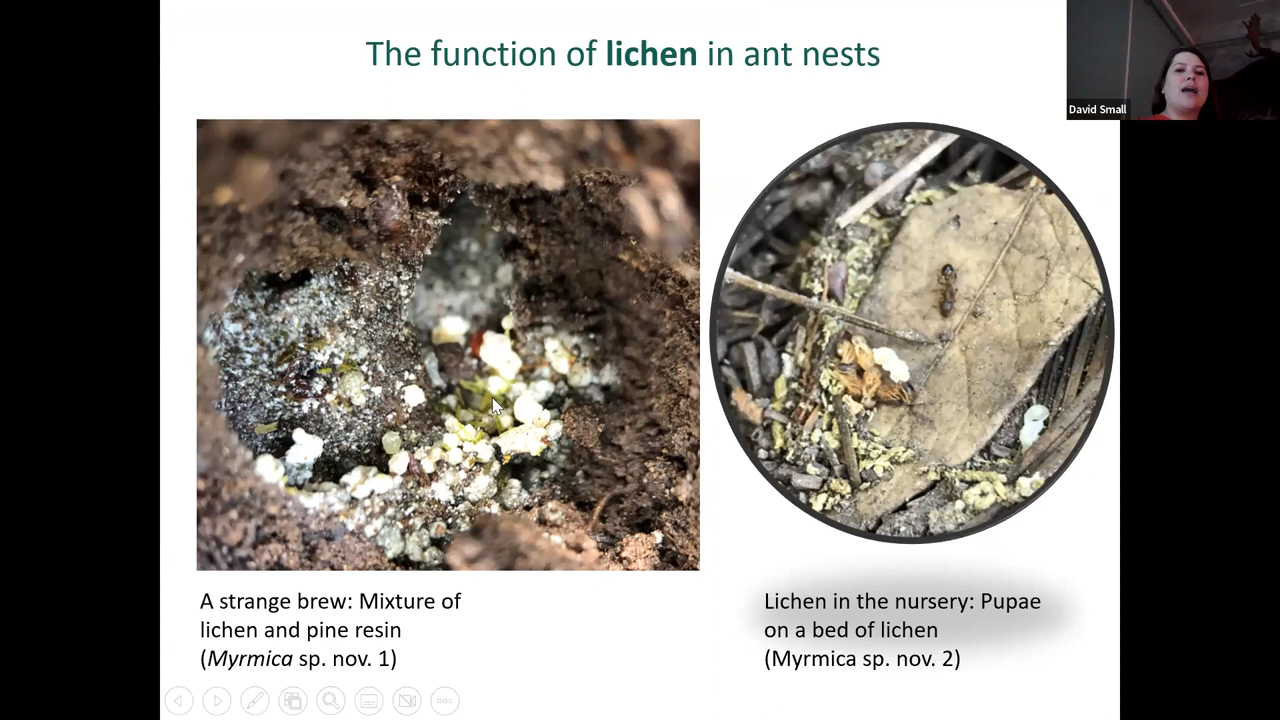 The function of lichen in ant nests
David Small
A strange brew: Mixture of
lichen and pine resin
(Myrmica sp. nov. 1)
Lichen in the nursery: Pupae
on a bed of lichen
(Myrmica sp. nov. 2)